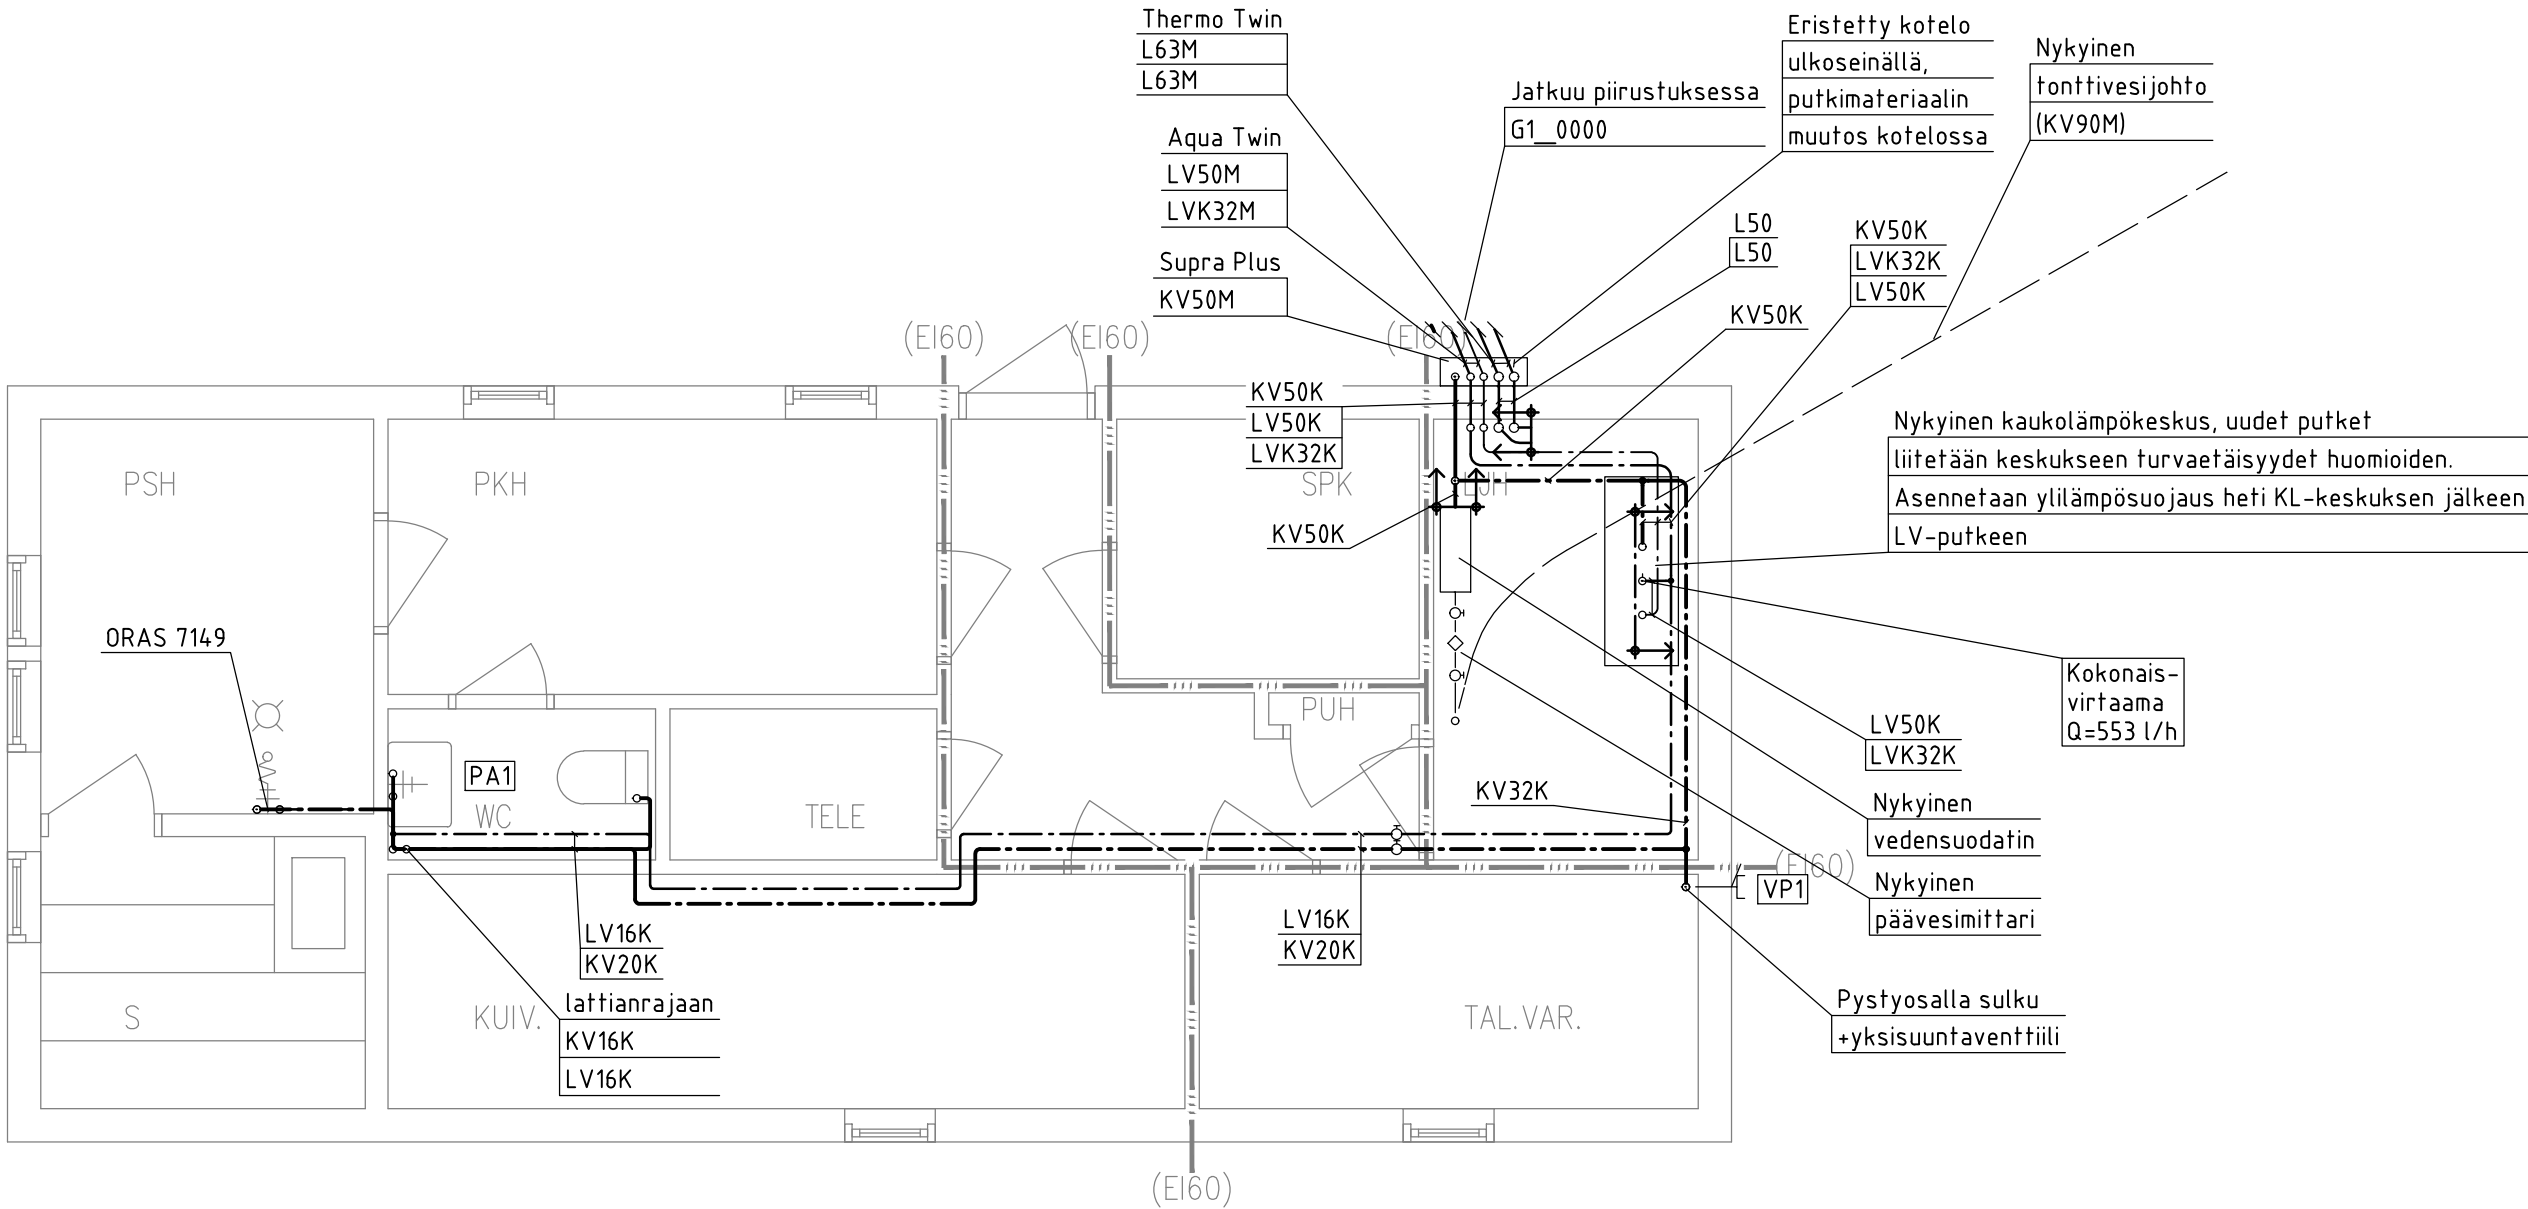 Thermo Twin
L63M
L63M
Aqua Twin
LV50M
LVK32M
Supra Plus
KV50M
Jatkuu piirustuksessa
G1__0000
Eristetty kotelo
ulkoseinällä,
putkimateriaalin
muutos kotelossa
Nykyinen
tonttivesijohto
(KV90M)
L50
L50
KV50K
LVK32K
LV50K
KV50K
(EI60)
(EI60)
(EI60)
KV50K
LV50K
LVK32K
Nykyinen kaukolämpökeskus, uudet putket
liitetään keskukseen turvaetäisyydet huomioiden.
Asennetaan ylilämpösuojaus heti KL-keskuksen jälkeen
LV-putkeen
PSH
PKH
SPK
LJH
KV50K
ORAS 7149
PUH
Kokonais-
virtaama
Q=553 l/h
LV50K
LVK32K
PA1
WC
TELE
KV32K
Nykyinen
vedensuodatin
(EI60)
VP1
Nykyinen
päävesimittari
LV16K
KV20K
LV16K
KV20K
lattianrajaan
KV16K
LV16K
S
KUIV.
TAL.VAR.
Pystyosalla sulku
+yksisuuntaventtiili
(EI60)